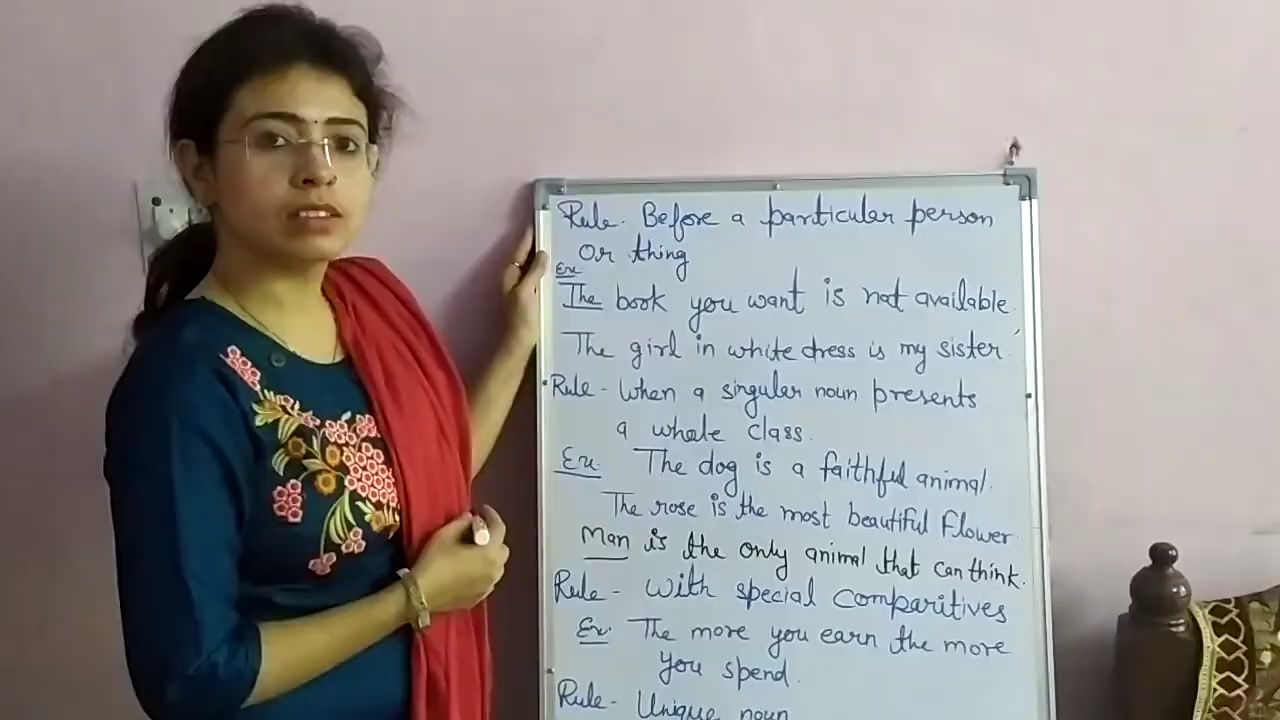 Rule. Before a particular person
Or thing
Ex:
The book you want is not available.
The girl in white dress is my sister.
Rule - When a singular noun presents
a whole class.
Ex: The dog is a faithful animal.
The rose is the most beautiful flower.
Man is the only animal that can think.
Rule - With special Comparitives
Ex: The more you earn the more
you spend.
Rule - Unique noun